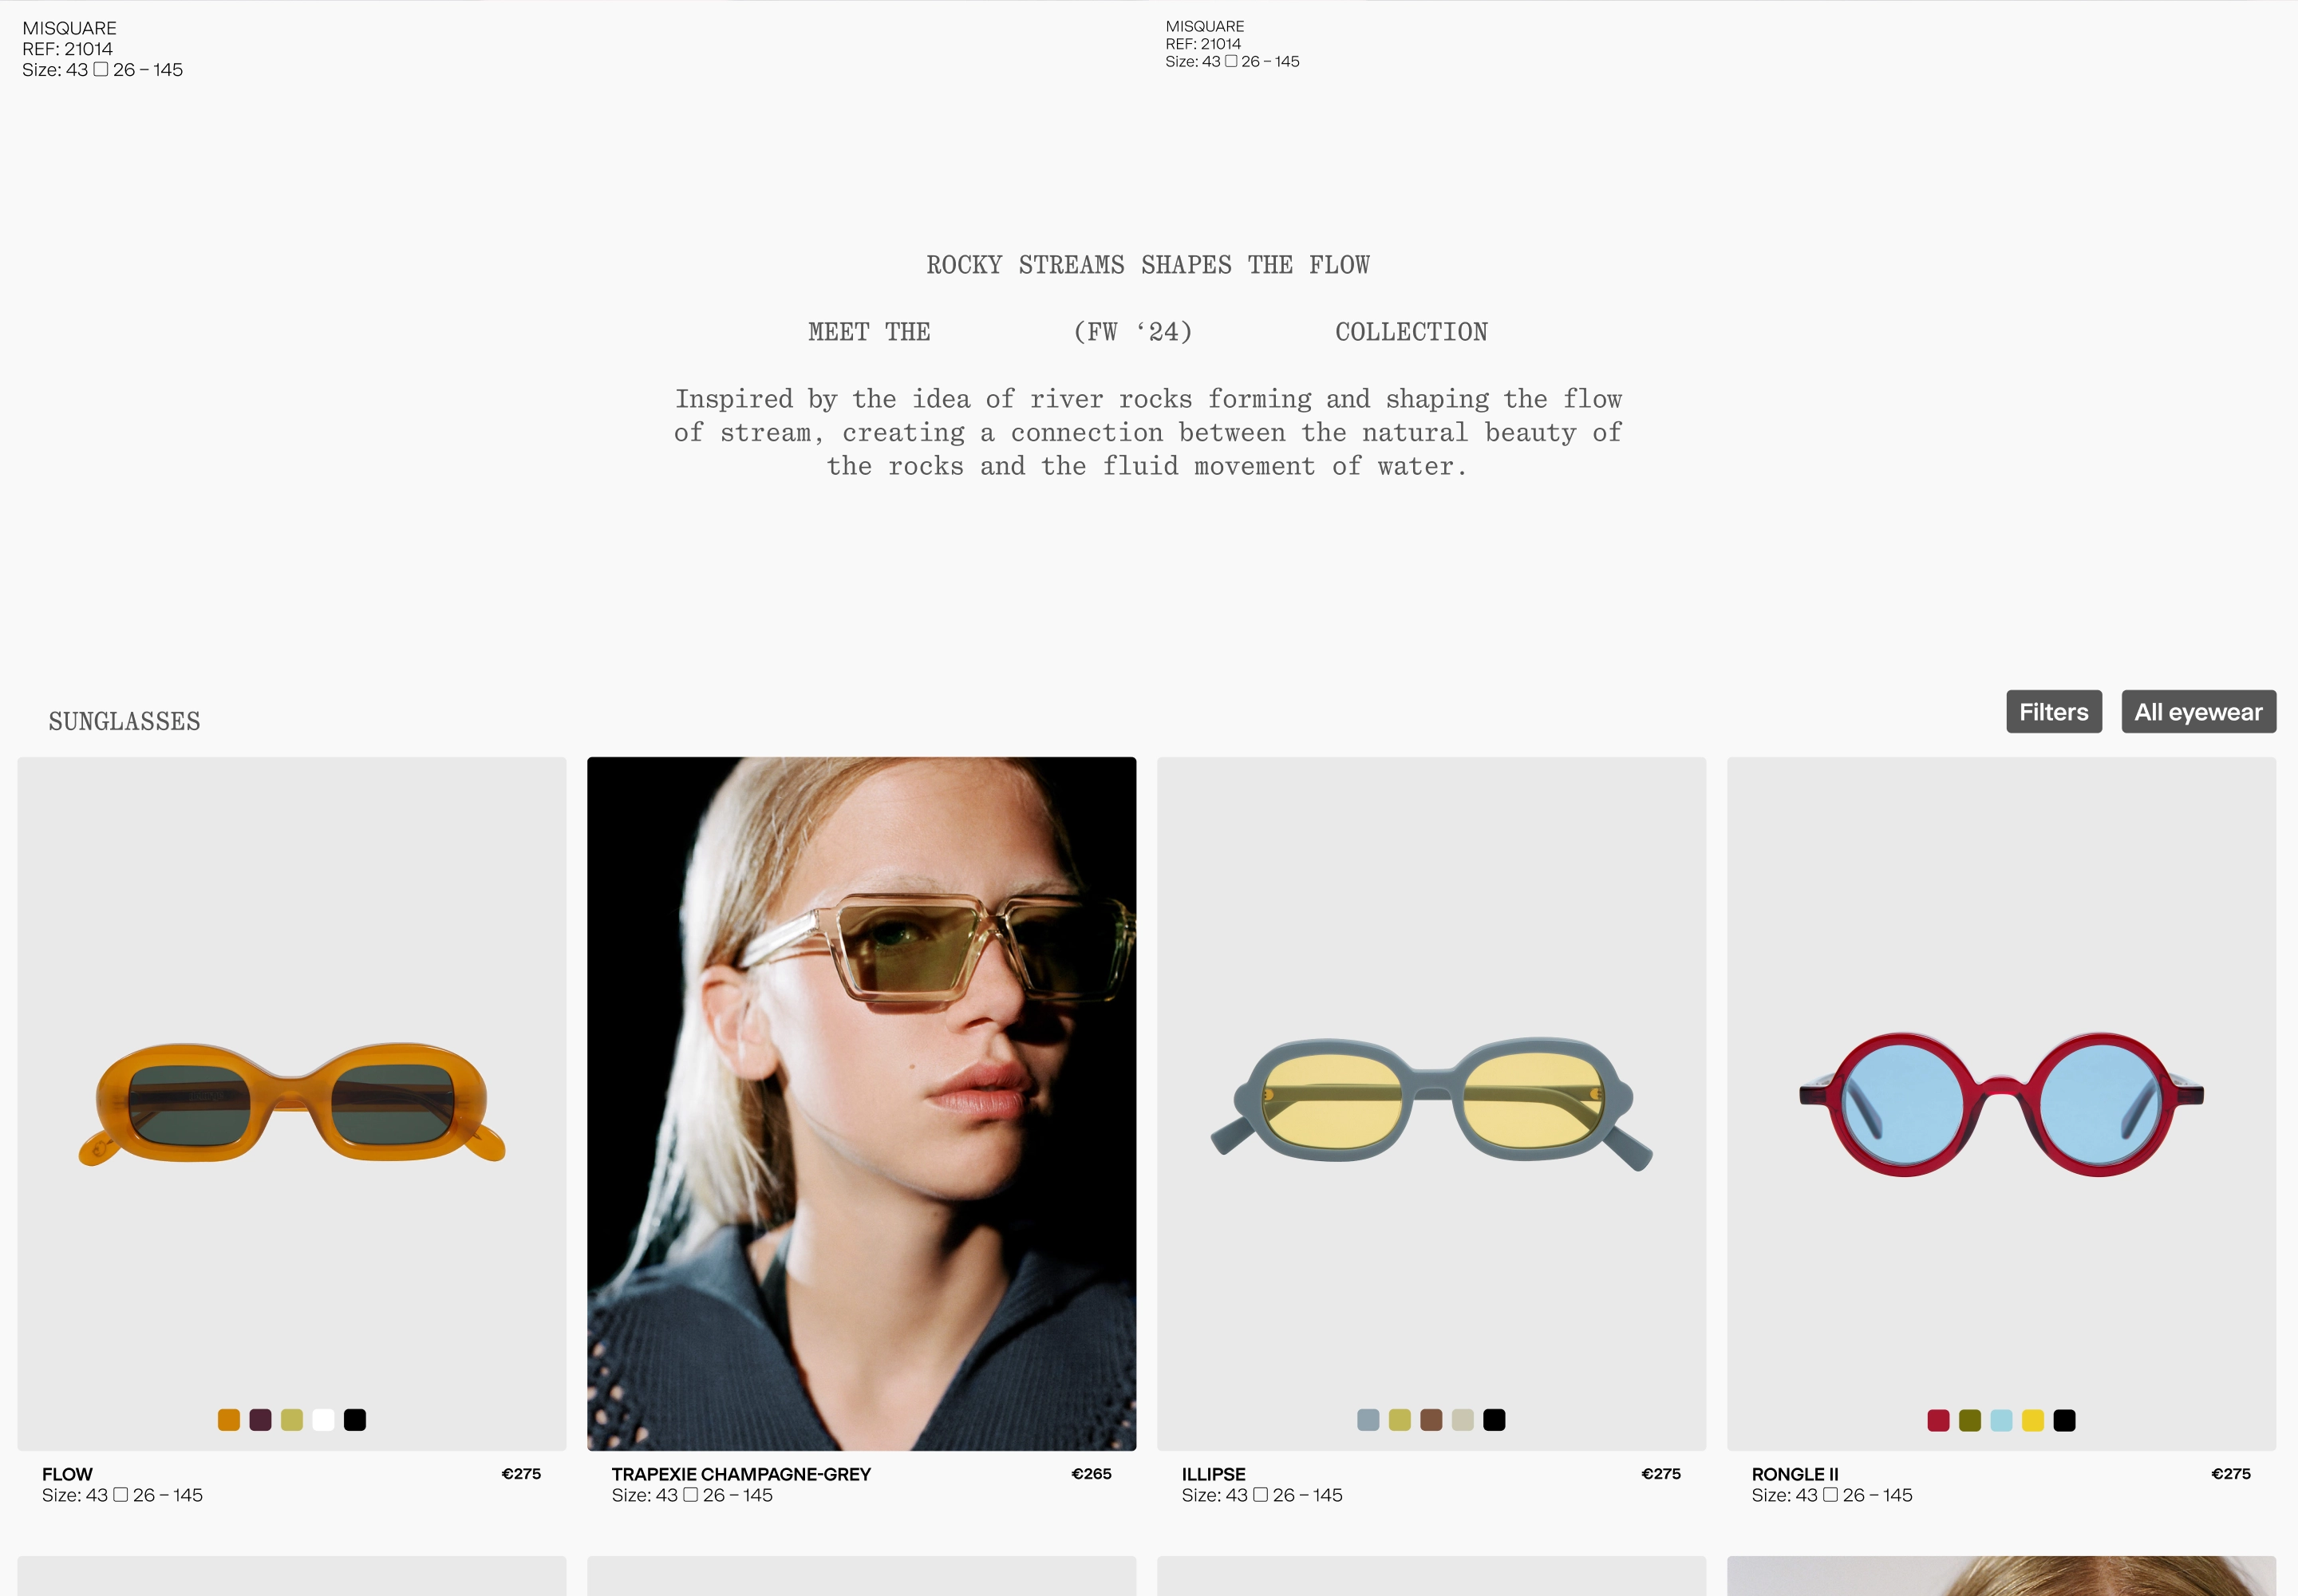 MISQUARE
REF: 21014
Size: 43 ▢ 26 – 145
MISQUARE
REF: 21014
Size: 43 ▢ 26 – 145
ROCKY STREAMS SHAPES THE FLOW
MEET THE (FW ‘24) COLLECTION
Inspired by the idea of river rocks forming and shaping the flow
of stream, creating a connection between the natural beauty of
the rocks and the fluid movement of water.
SUNGLASSES
Filters
All eyewear
FLOW €275
Size: 43 ▢ 26 – 145
TRAPEXIE CHAMPAGNE-GREY €265
Size: 43 ▢ 26 – 145
ILLIPSE €275
Size: 43 ▢ 26 – 145
RONGLE II €275
Size: 43 ▢ 26 – 145